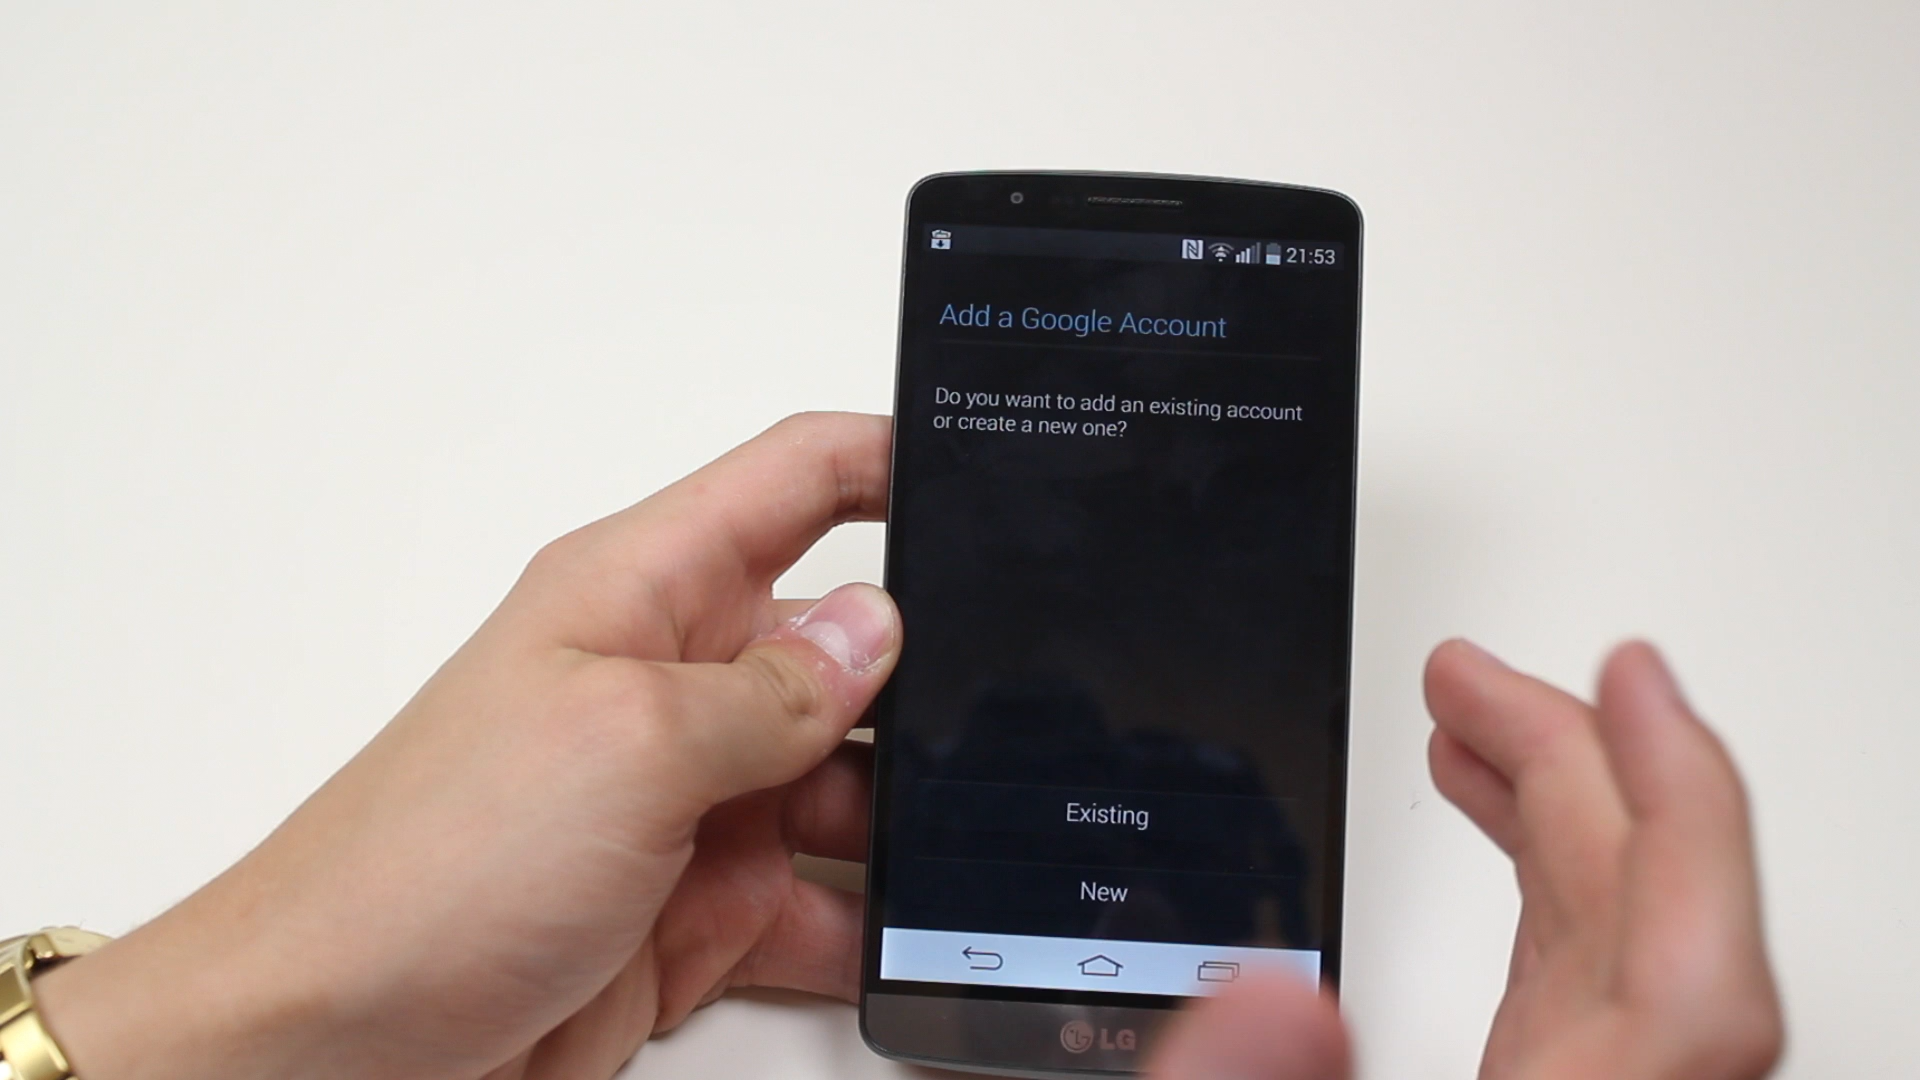 21:53
Add a Google Account
Do you want to add an existing account
or create a new one?
Existing
New
LG